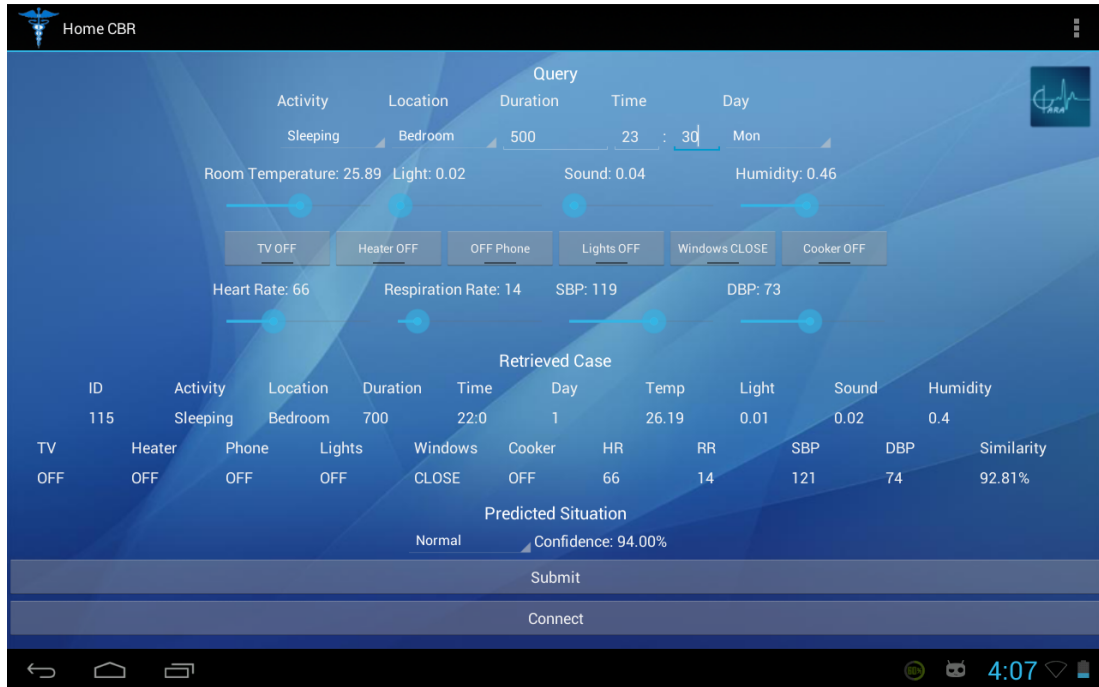 Home CBR
Query
Activity Location Duration Time Day
Sleeping Bedroom 500 23 : 30 Mon
Room Temperature: 25.89 Light: 0.02 Sound: 0.04 Humidity: 0.46
TV OFF Heater OFF OFF Phone Lights OFF Windows CLOSE Cooker OFF
Heart Rate: 66 Respiration Rate: 14 SBP: 119 DBP: 73
Retrieved Case
ID Activity Location Duration Time Day Temp Light Sound Humidity
115 Sleeping Bedroom 700 22:0 1 26.19 0.01 0.02 0.4
TV Heater Phone Lights Windows Cooker HR RR SBP DBP Similarity
OFF OFF OFF OFF CLOSE OFF 66 14 121 74 92.81%
Predicted Situation
Normal Confidence: 94.00%
Submit
Connect
4:07